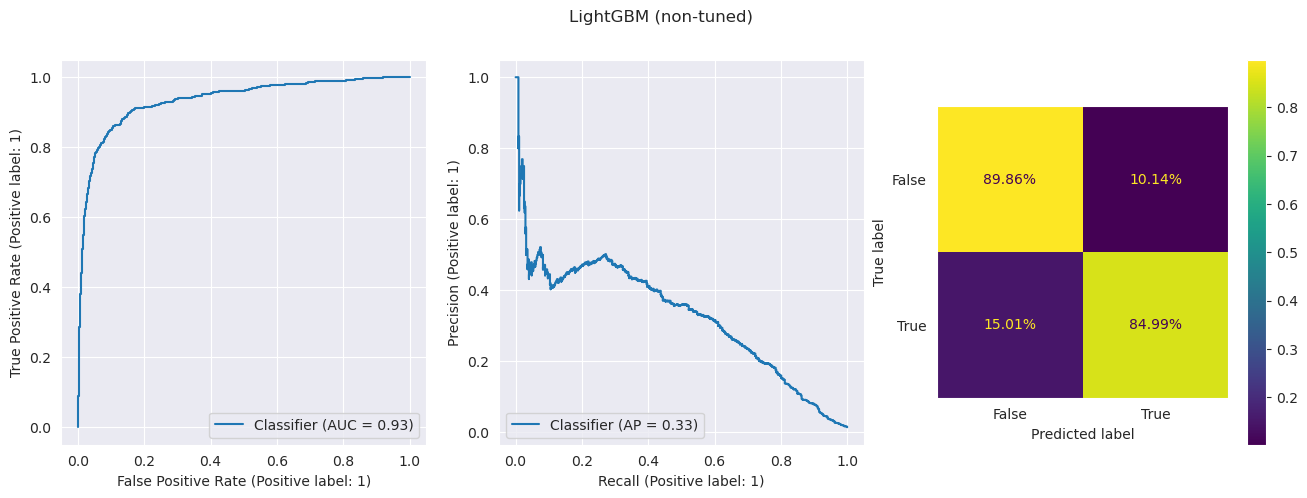 LightGBM (non-tuned)
True Positive Rate (Positive label: 1)
1.0
0.8
0.6
0.4
0.2
0.0
Classifier (AUC = 0.93)
0.0 0.2 0.4 0.6 0.8 1.0
False Positive Rate (Positive label: 1)
Precision (Positive label: 1)
1.0
0.8
0.6
0.4
0.2
0.0
Classifier (AP = 0.33)
0.0 0.2 0.4 0.6 0.8 1.0
Recall (Positive label: 1)
True label
False 89.86% 10.14%
True 15.01% 84.99%
False True
Predicted label
0.8
0.7
0.6
0.5
0.4
0.3
0.2